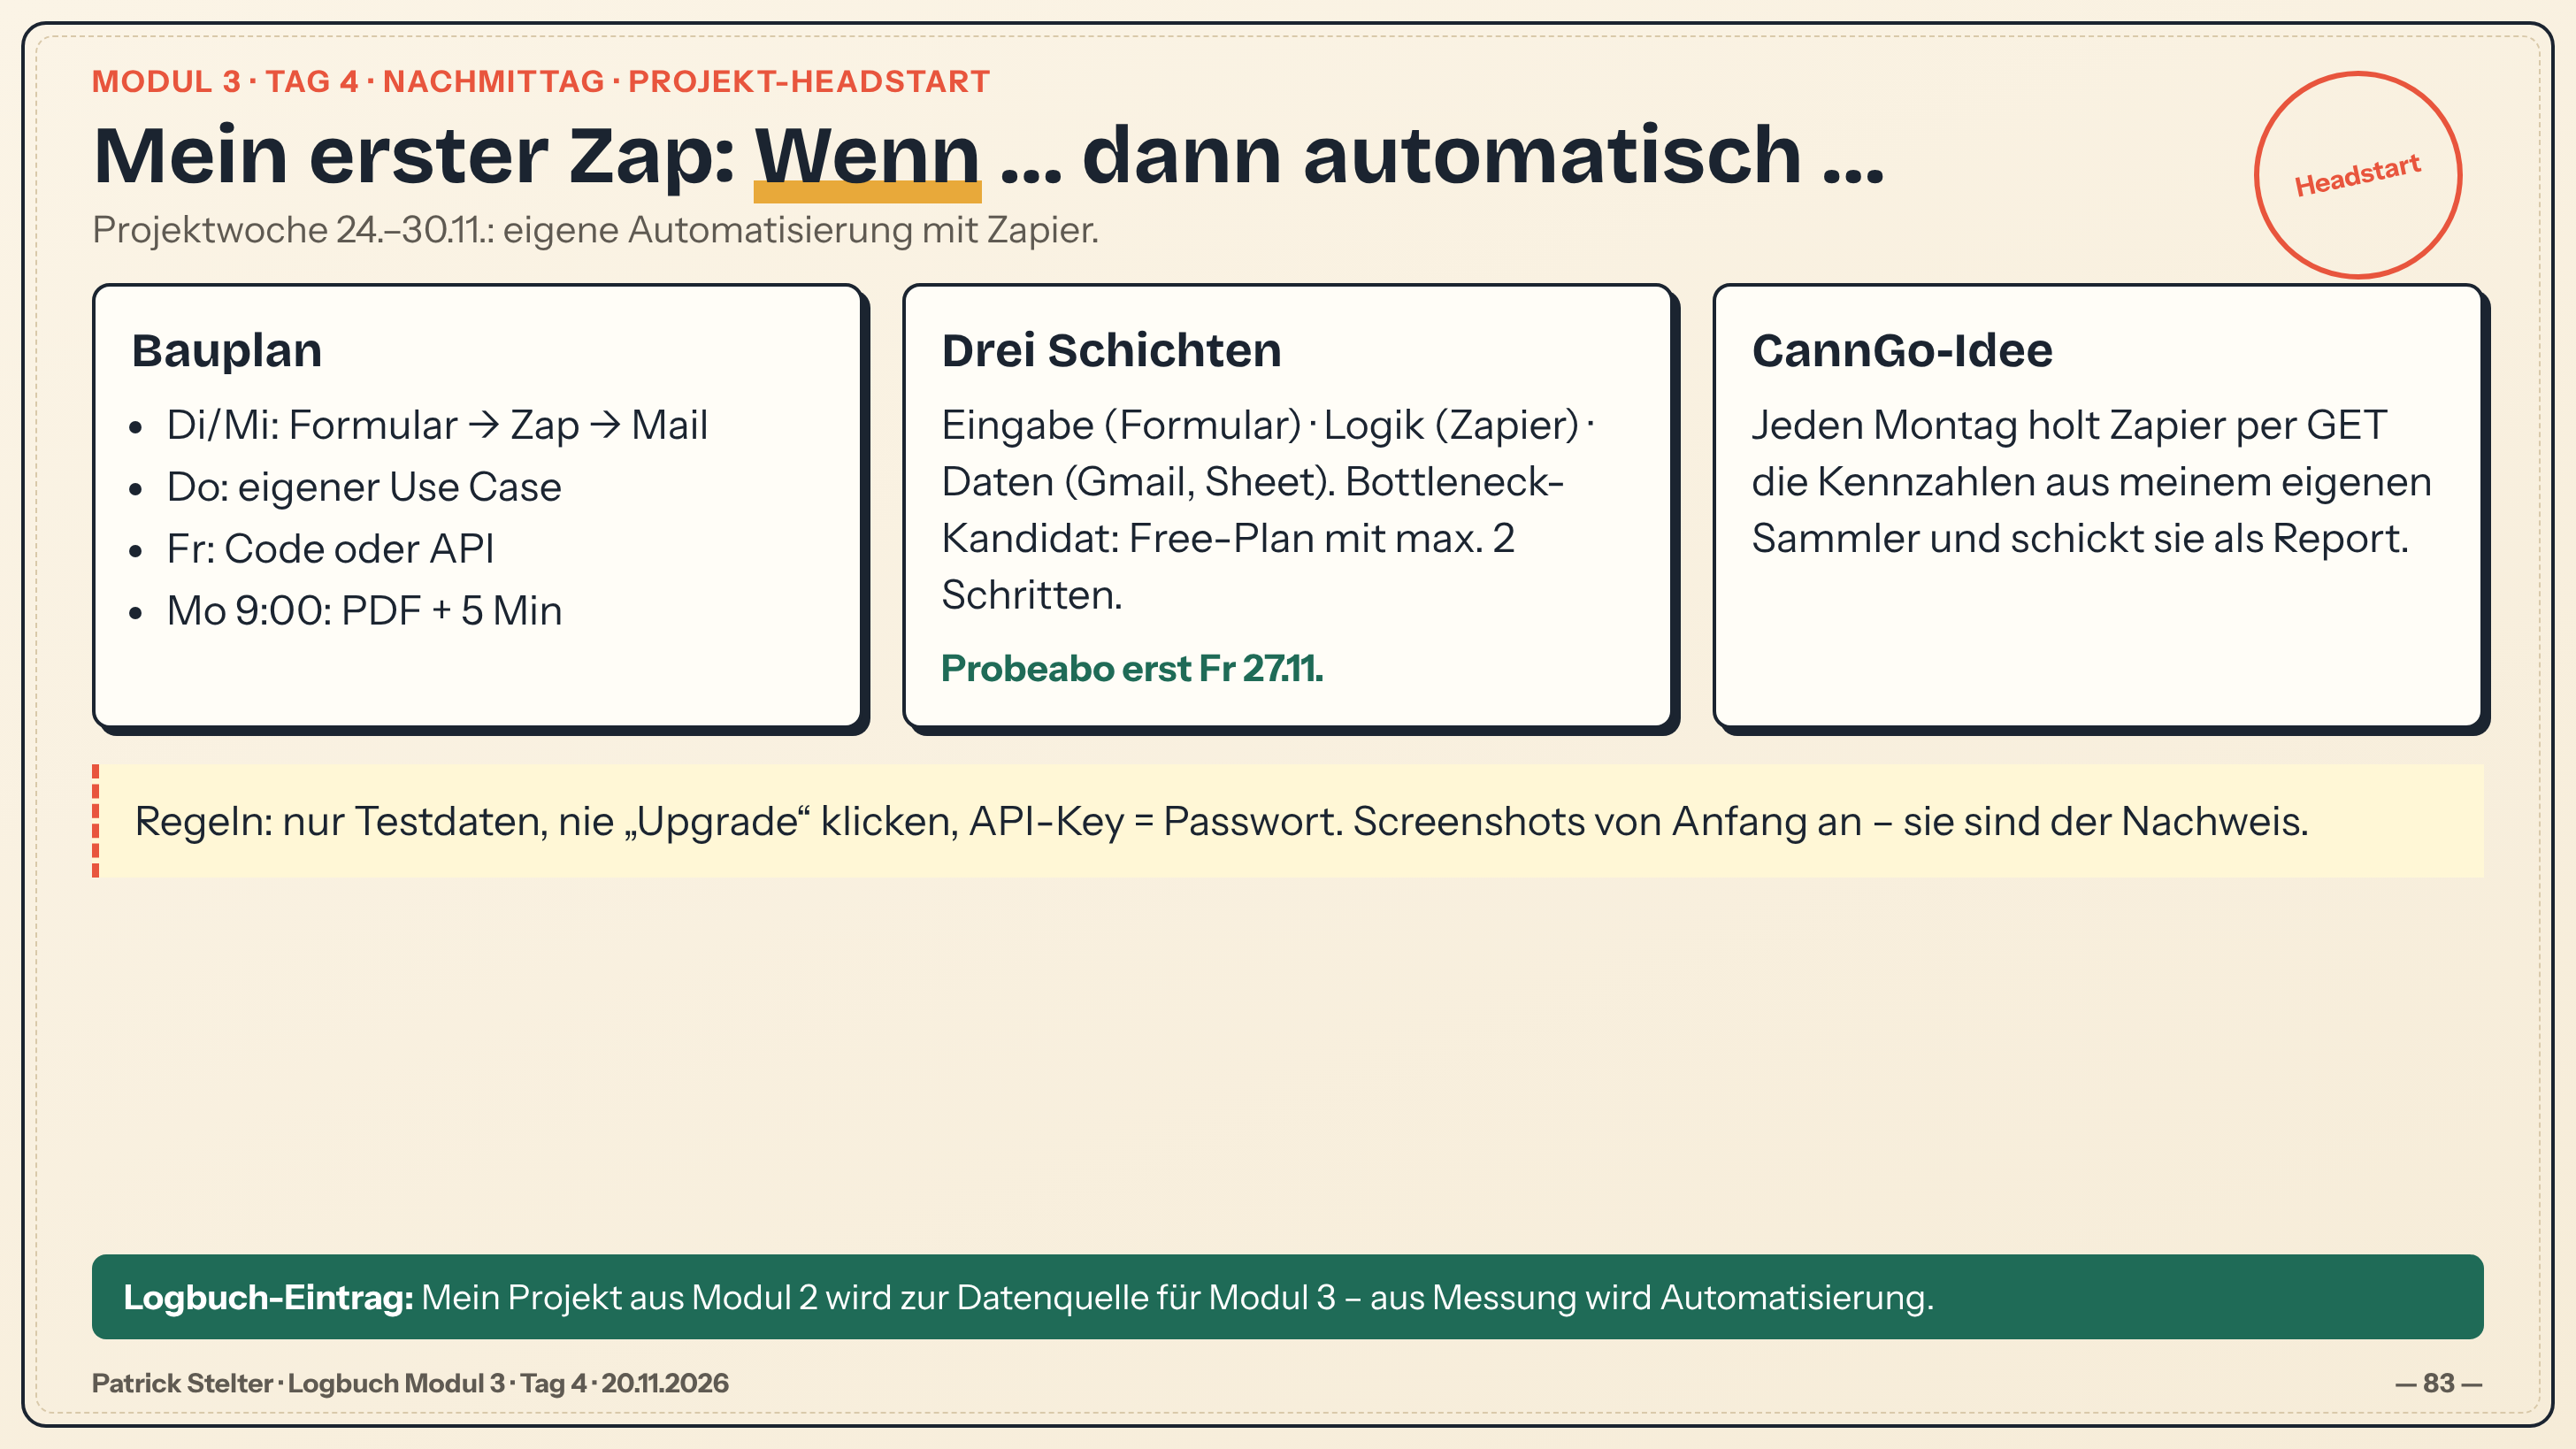 MODUL 3 · TAG 4 · NACHMITTAG · PROJEKT-HEADSTART
Mein erster Zap: Wenn ... dann automatisch ...
Projektwoche 24.–30.11.: eigene Automatisierung mit Zapier.
Headstart
Bauplan
• Di/Mi: Formular → Zap → Mail
• Do: eigener Use Case
• Fr: Code oder API
• Mo 9:00: PDF + 5 Min
Drei Schichten
Eingabe (Formular) · Logik (Zapier) ·
Daten (Gmail, Sheet). Bottleneck-
Kandidat: Free-Plan mit max. 2
Schritten.
Probeabo erst Fr 27.11.
CannGo-Idee
Jeden Montag holt Zapier per GET
die Kennzahlen aus meinem eigenen
Sammler und schickt sie als Report.
Regeln: nur Testdaten, nie „Upgrade“ klicken, API-Key = Passwort. Screenshots von Anfang an – sie sind der Nachweis.
Logbuch-Eintrag: Mein Projekt aus Modul 2 wird zur Datenquelle für Modul 3 – aus Messung wird Automatisierung.
Patrick Stelter · Logbuch Modul 3 · Tag 4 · 20.11.2026
— 83 —